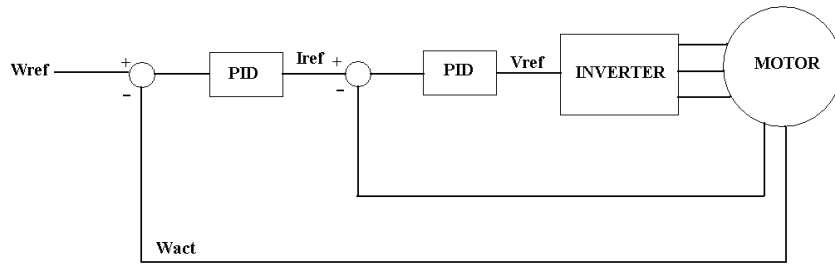 Wref
+
−
PID
Iref
+
−
PID
Vref
INVERTER
MOTOR
Wact